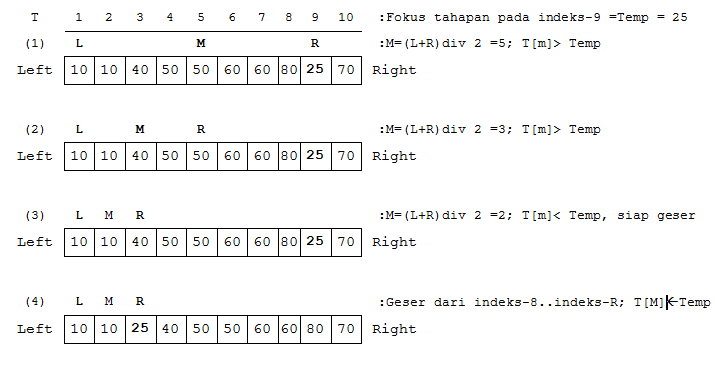 T 1 2 3 4 5 6 7 8 9 10 :Fokus tahapan pada indeks-9 =Temp = 25
(1) L M R :M=(L+R)div 2 =5; T[m]> Temp
Left 10 10 40 50 50 60 60 80 25 70 Right
(2) L M R :M=(L+R)div 2 =3; T[m]> Temp
Left 10 10 40 50 50 60 60 80 25 70 Right
(3) L M R :M=(L+R)div 2 =2; T[m]< Temp, siap geser
Left 10 10 40 50 50 60 60 80 25 70 Right
(4) L M R :Geser dari indeks-8..indeks-R; T[M]←Temp
Left 10 10 25 40 50 50 60 60 80 70 Right